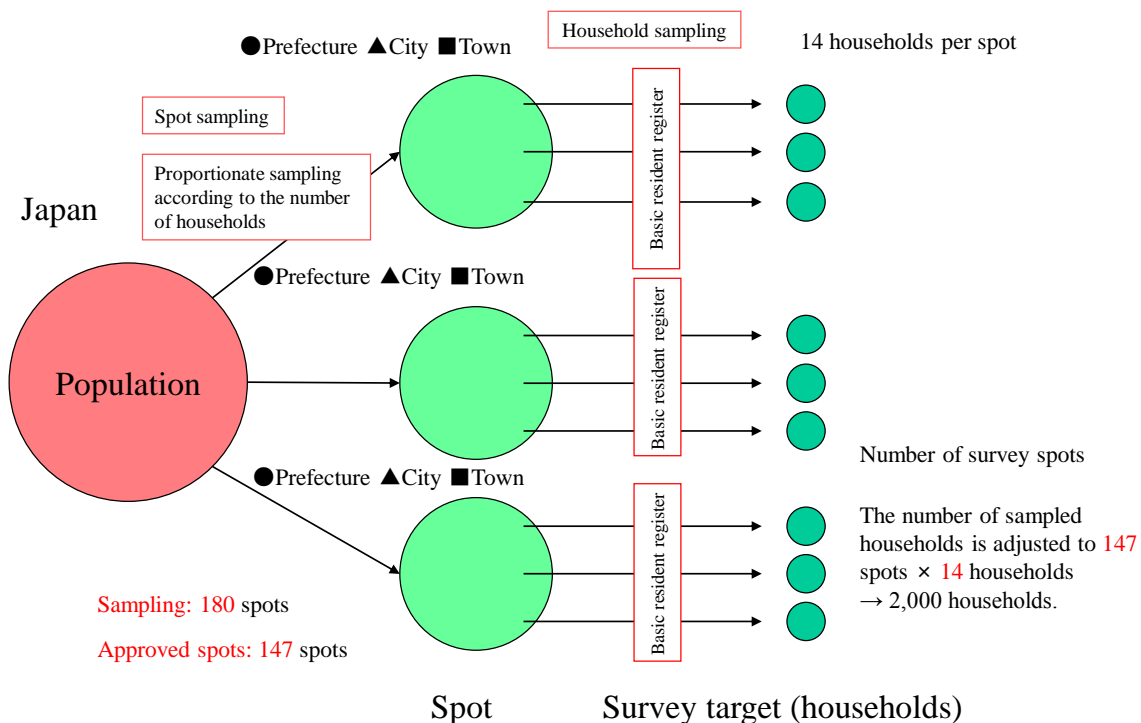 Household sampling
14 households per spot
●Prefecture ▲City ■Town
Spot sampling
Proportionate sampling
according to the number
of households
Basic resident register
Japan
●Prefecture ▲City ■Town
Population
Basic resident register
●Prefecture ▲City ■Town
Number of survey spots
Basic resident register
The number of sampled
households is adjusted to 147
spots × 14 households
→ 2,000 households.
Sampling: 180 spots
Approved spots: 147 spots
Spot
Survey target (households)